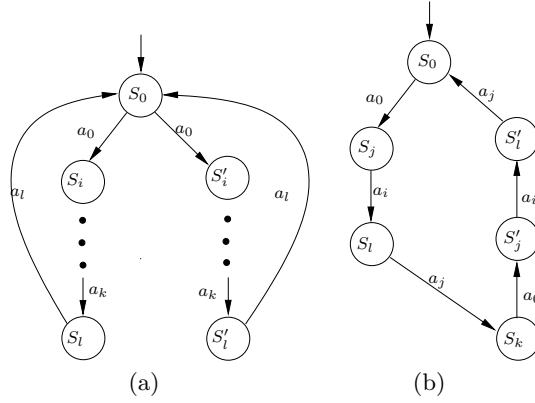 S₀
a₀ a₀
Sᵢ S′ᵢ
aₗ aₗ
aₖ aₖ
Sₗ S′ₗ
(a)
S₀
a₀ aⱼ
Sⱼ S′ₗ
aᵢ aᵢ
Sₗ S′ⱼ
aⱼ a₀
Sₖ
(b)